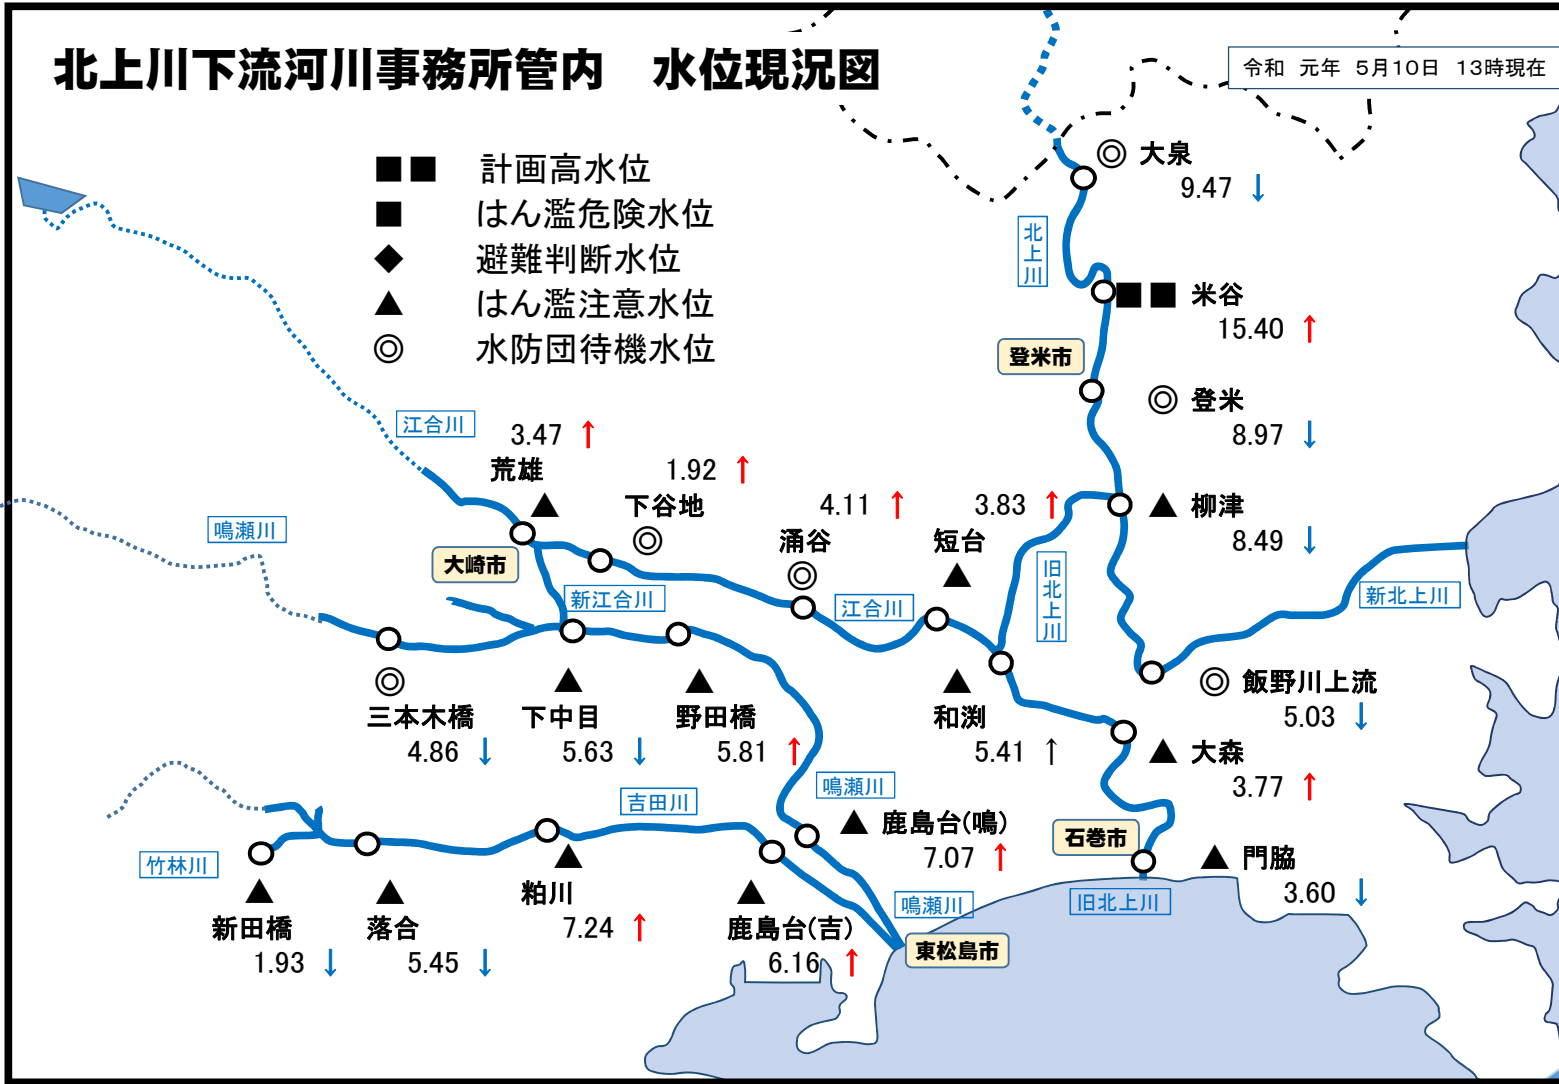 北上川下流河川事務所管内　水位現況図
令和 元年 5月10日 13時現在
■■ 計画高水位
■ はん濫危険水位
◆ 避難判断水位
▲ はん濫注意水位
◎ 水防団待機水位
◎ 大泉
9.47 ↓
北上川
■■ 米谷
15.40 ↑
登米市
◎ 登米
8.97 ↓
江合川
3.47 ↑
荒雄
▲
1.92 ↑
下谷地
◎
4.11 ↑
涌谷
◎
3.83 ↑
短台
▲
▲ 柳津
8.49 ↓
鳴瀬川
大崎市
新江合川
江合川
旧北上川
新北上川
◎
三本木橋
4.86 ↓
▲
下中目
5.63 ↓
▲
野田橋
5.81 ↑
▲
和渕
5.41 ↑
◎ 飯野川上流
5.03 ↓
▲ 大森
3.77 ↑
吉田川
鳴瀬川
▲ 鹿島台(鳴)
7.07 ↑
石巻市
▲ 門脇
3.60 ↓
竹林川
▲
新田橋
1.93 ↓
▲
落合
5.45 ↓
▲
粕川
7.24 ↑
▲
鹿島台(吉)
6.16 ↑
鳴瀬川
旧北上川
東松島市